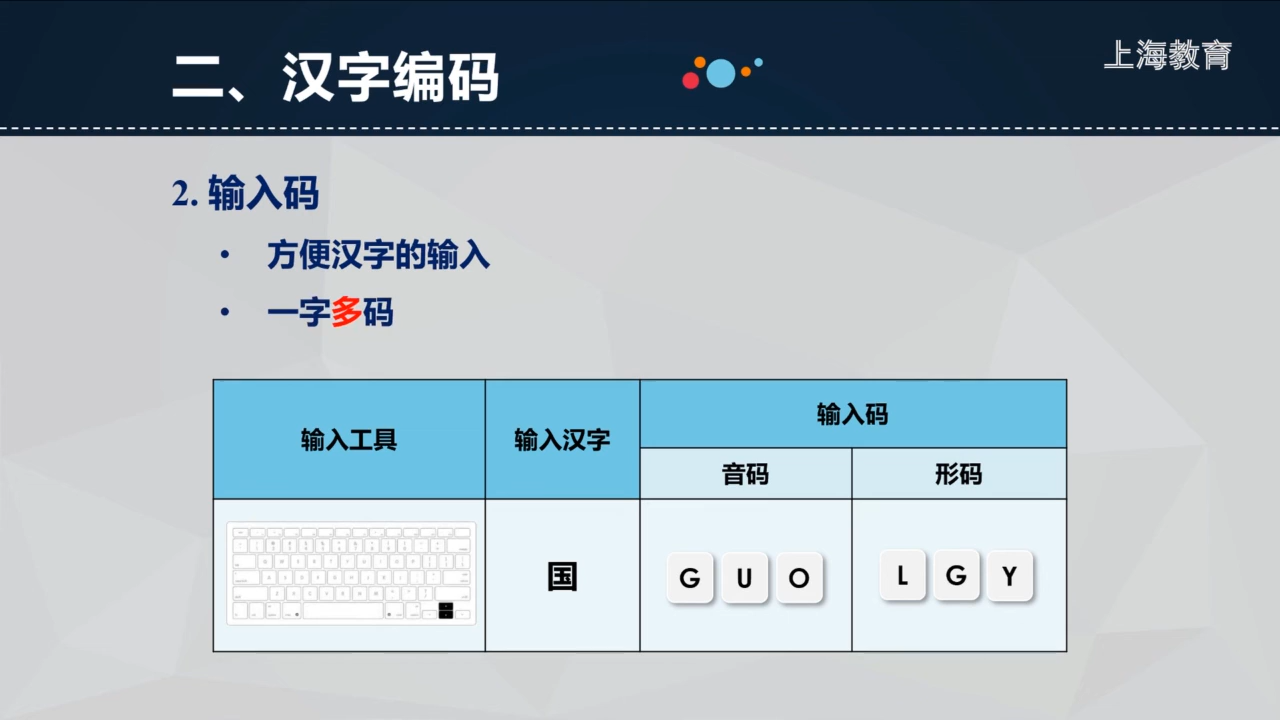 二、汉字编码
上海教育
2. 输入码
• 方便汉字的输入
• 一字多码
输入工具 输入汉字 输入码
音码 形码
国 G U O L G Y